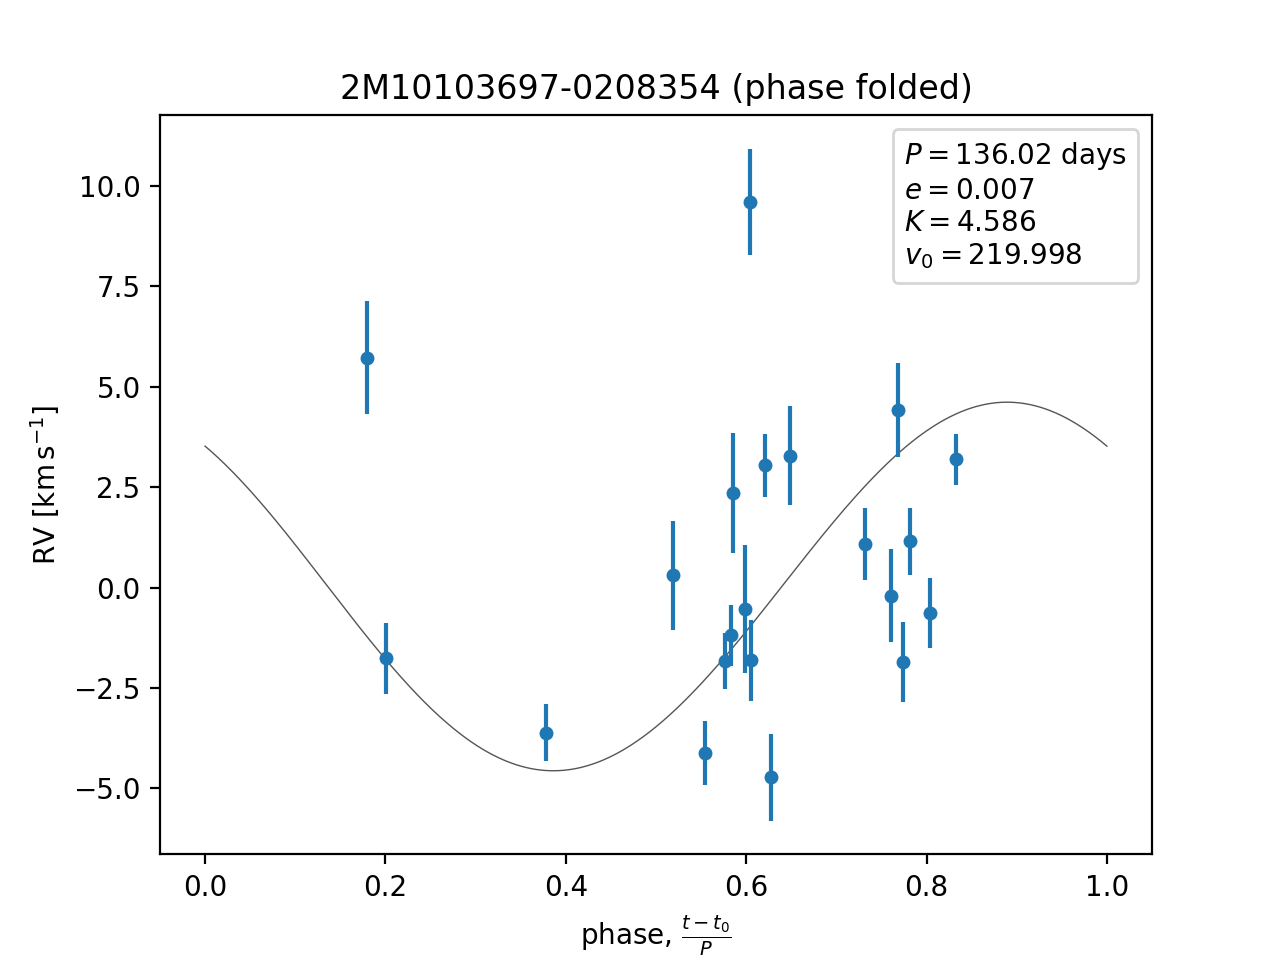 2M10103697-0208354 (phase folded)
P = 136.02 days
e = 0.007
K = 4.586
v₀ = 219.998
10.0
7.5
5.0
2.5
0.0
−2.5
−5.0
RV [km s⁻¹]
0.0 0.2 0.4 0.6 0.8 1.0
phase, (t − t₀)/P